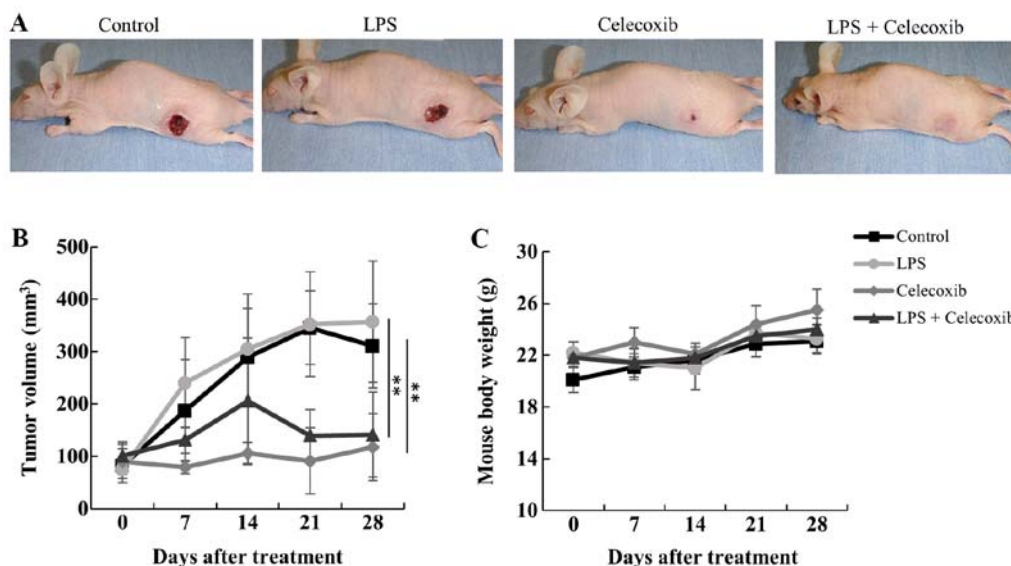 A
Control
LPS
Celecoxib
LPS + Celecoxib
B
Tumor volume (mm³)
500
400
300
200
100
0
0 7 14 21 28
Days after treatment
**
**
C
Mouse body weight (g)
30
26
22
18
14
10
0 7 14 21 28
Days after treatment
Control
LPS
Celecoxib
LPS + Celecoxib